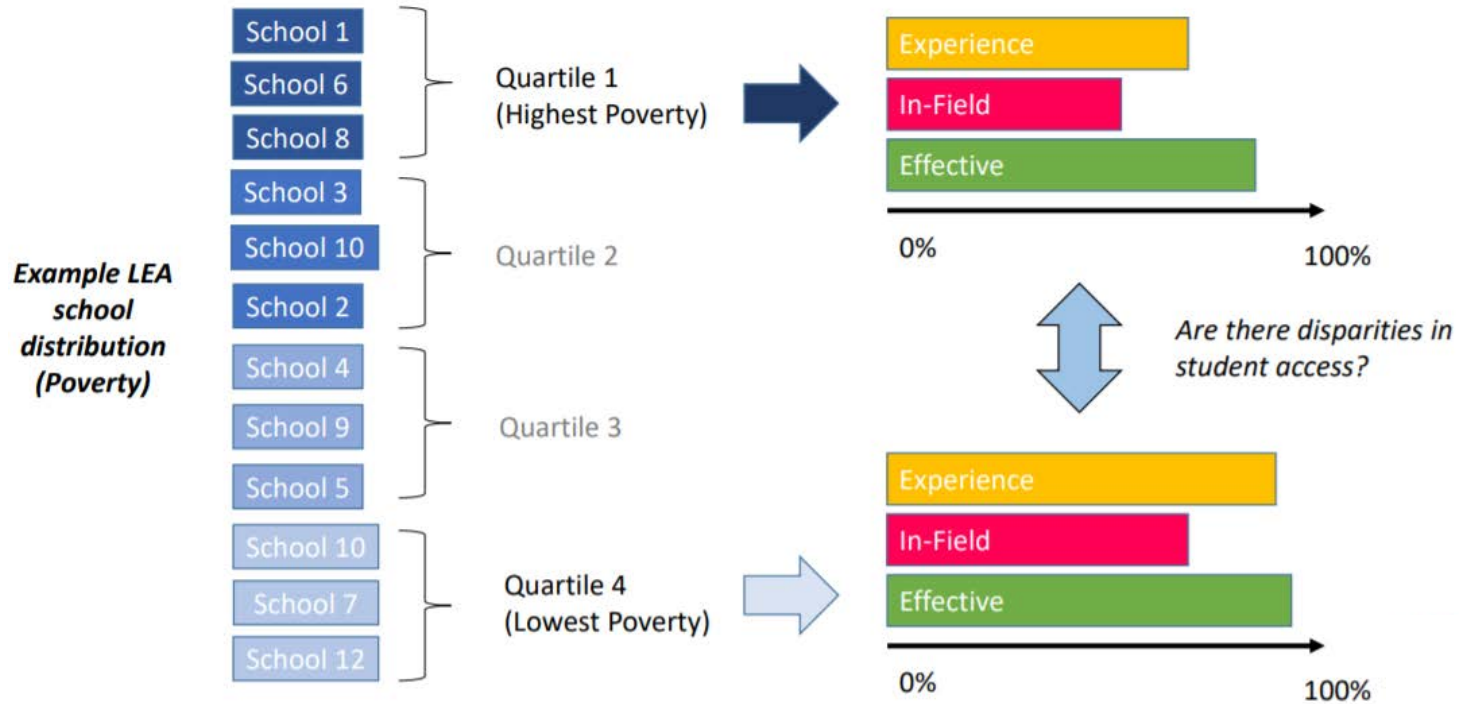 Example LEA
school
distribution
(Poverty)
School 1
School 6
School 8
School 3
School 10
School 2
School 4
School 9
School 5
School 10
School 7
School 12
Quartile 1
(Highest Poverty)
Quartile 2
Quartile 3
Quartile 4
(Lowest Poverty)
Experience
In-Field
Effective
0%
100%
Are there disparities in
student access?
Experience
In-Field
Effective
0%
100%